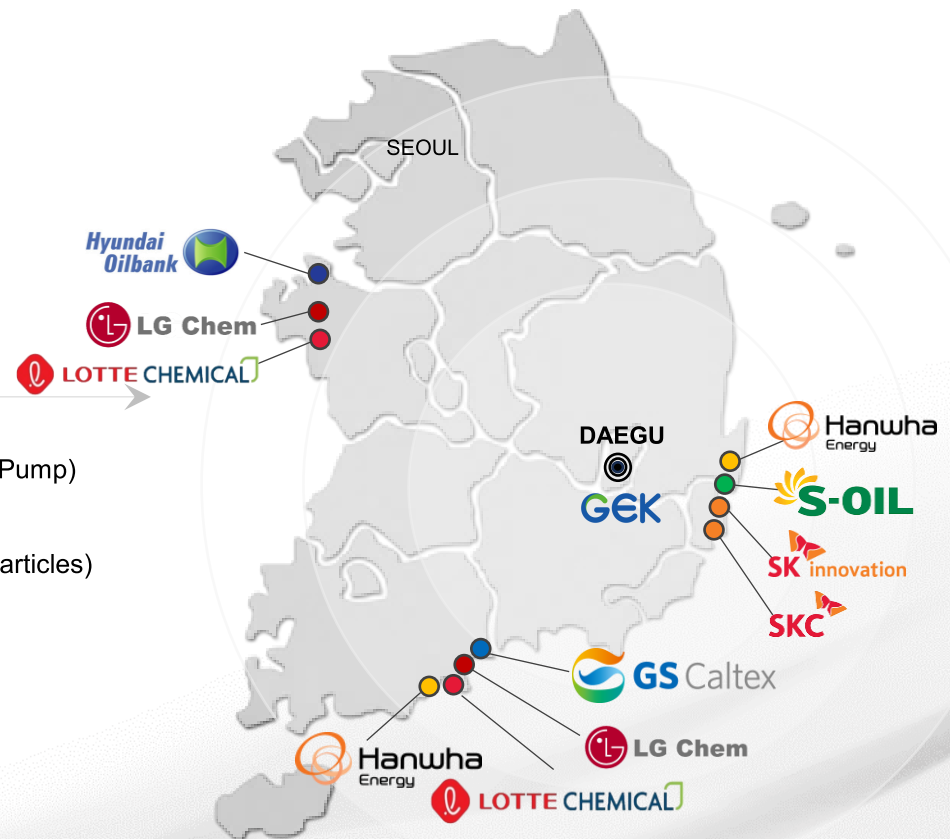 SEOUL
Hyundai
Oilbank
LG Chem
LOTTE CHEMICAL
DAEGU
GEK
Hanwha
Energy
S-OIL
Pump)
articles)
SK innovation
SKC
GS Caltex
LG Chem
Hanwha
Energy
LOTTE CHEMICAL